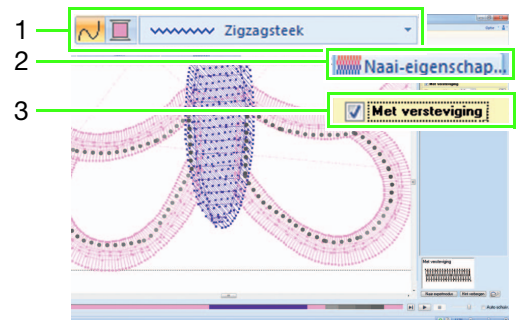 1
Zigzagsteek
2
Naai-eigenschap...
3
Met versteviging
Met versteviging